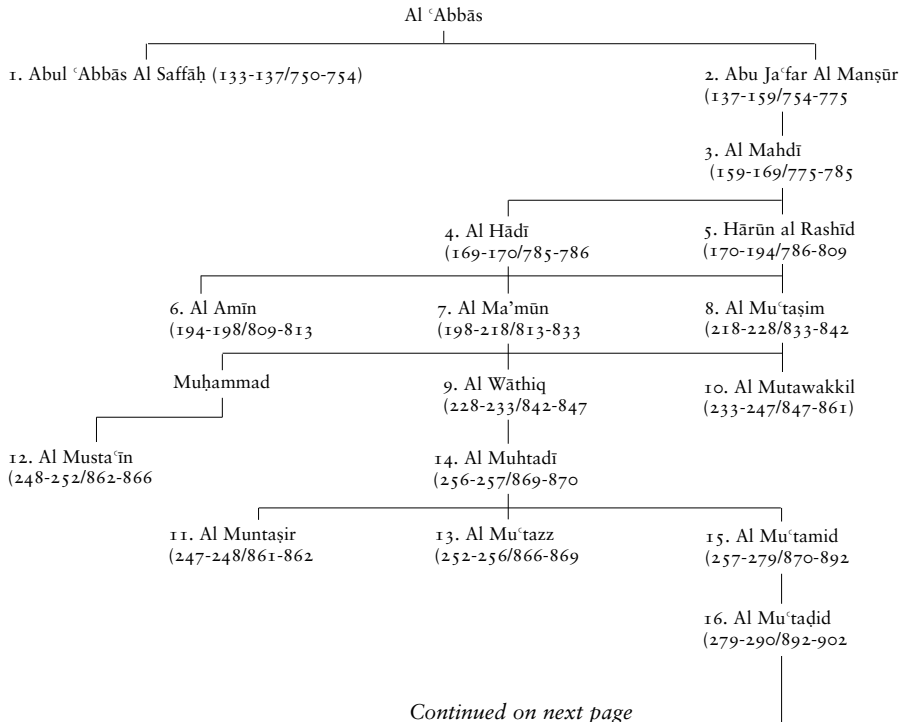 Al ʿAbbās
1. Abul ʿAbbās Al Saffāḥ (133-137/750-754)
2. Abu Jaʿfar Al Manṣūr
(137-159/754-775
3. Al Mahdī
(159-169/775-785
4. Al Hādī
(169-170/785-786
5. Hārūn al Rashīd
(170-194/786-809
6. Al Amīn
(194-198/809-813
7. Al Ma’mūn
(198-218/813-833
8. Al Muʿtaṣim
(218-228/833-842
Muḥammad
9. Al Wāthiq
(228-233/842-847
10. Al Mutawakkil
(233-247/847-861)
12. Al Mustaʿīn
(248-252/862-866
14. Al Muhtadī
(256-257/869-870
11. Al Muntaṣir
(247-248/861-862
13. Al Muʿtazz
(252-256/866-869
15. Al Muʿtamid
(257-279/870-892
16. Al Muʿtaḍid
(279-290/892-902
Continued on next page